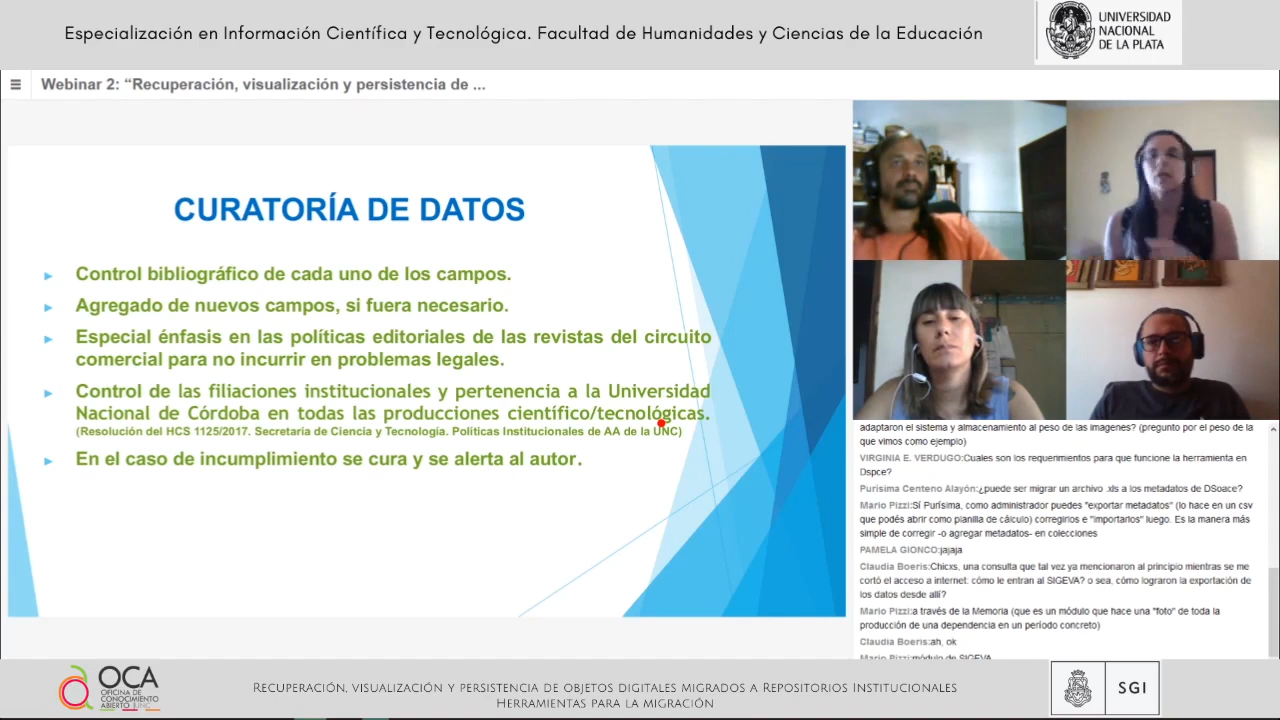 Especialización en Información Científica y Tecnológica. Facultad de Humanidades y Ciencias de la Educación
UNIVERSIDAD
NACIONAL
DE LA PLATA
Webinar 2: “Recuperación, visualización y persistencia de ...
CURATORÍA DE DATOS
Control bibliográfico de cada uno de los campos.
Agregado de nuevos campos, si fuera necesario.
Especial énfasis en las políticas editoriales de las revistas del circuito
comercial para no incurrir en problemas legales.
Control de las filiaciones institucionales y pertenencia a la Universidad
Nacional de Córdoba en todas las producciones científico/tecnológicas.
(Resolución del HCS 1125/2017. Secretaría de Ciencia y Tecnología. Políticas Institucionales de AA de la UNC)
En el caso de incumplimiento se cura y se alerta al autor.
adaptaron el sistema y almacenamiento al peso de las imagenes? (pregunto por el peso de la
que vimos como ejemplo)
VIRGINIA E. VERDUGO:Cuales son los requerimientos para que funcione la herramienta en
Dspce?
Purísima Centeno Alayón:¿puede ser migrar un archivo .xls a los metadatos de DSoace?
Mario Pizzi:Sí Purísima, como administrador puedes "exportar metadatos" (lo hace en un csv
que podés abrir como planilla de cálculo) corregirlos e "importarlos" luego. Es la manera más
simple de corregir -o agregar metadatos- en colecciones
PAMELA GIONCO:jajaja
Claudia Boeris:Chicxs, una consulta que tal vez ya mencionaron al principio mientras se me
cortó el acceso a internet: cómo le entran al SIGEVA? o sea, cómo lograron la exportación de
los datos desde allí?
Mario Pizzi:a través de la Memoria (que es un módulo que hace una "foto" de toda la
producción de una dependencia en un período concreto)
Claudia Boeris:ah, ok
Mario Pizzi:módulo de SIGEVA
OCA
OFICINA DE
CONOCIMIENTO
ABIERTO | UNC
RECUPERACIÓN, VISUALIZACIÓN Y PERSISTENCIA DE OBJETOS DIGITALES MIGRADOS A REPOSITORIOS INSTITUCIONALES
HERRAMIENTAS PARA LA MIGRACIÓN
SGI